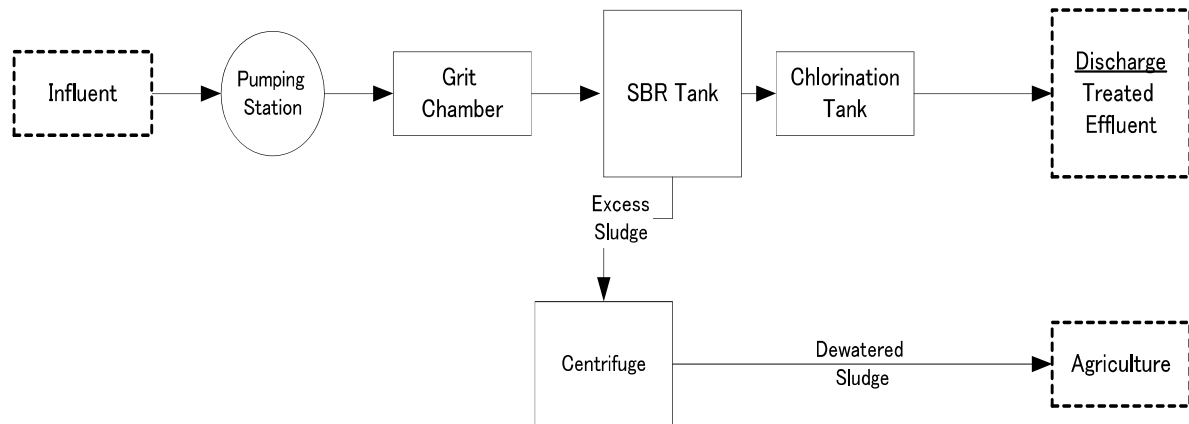 Influent
Pumping
Station
Grit
Chamber
SBR Tank
Chlorination
Tank
Discharge
Treated
Effluent
Excess
Sludge
Centrifuge
Dewatered
Sludge
Agriculture